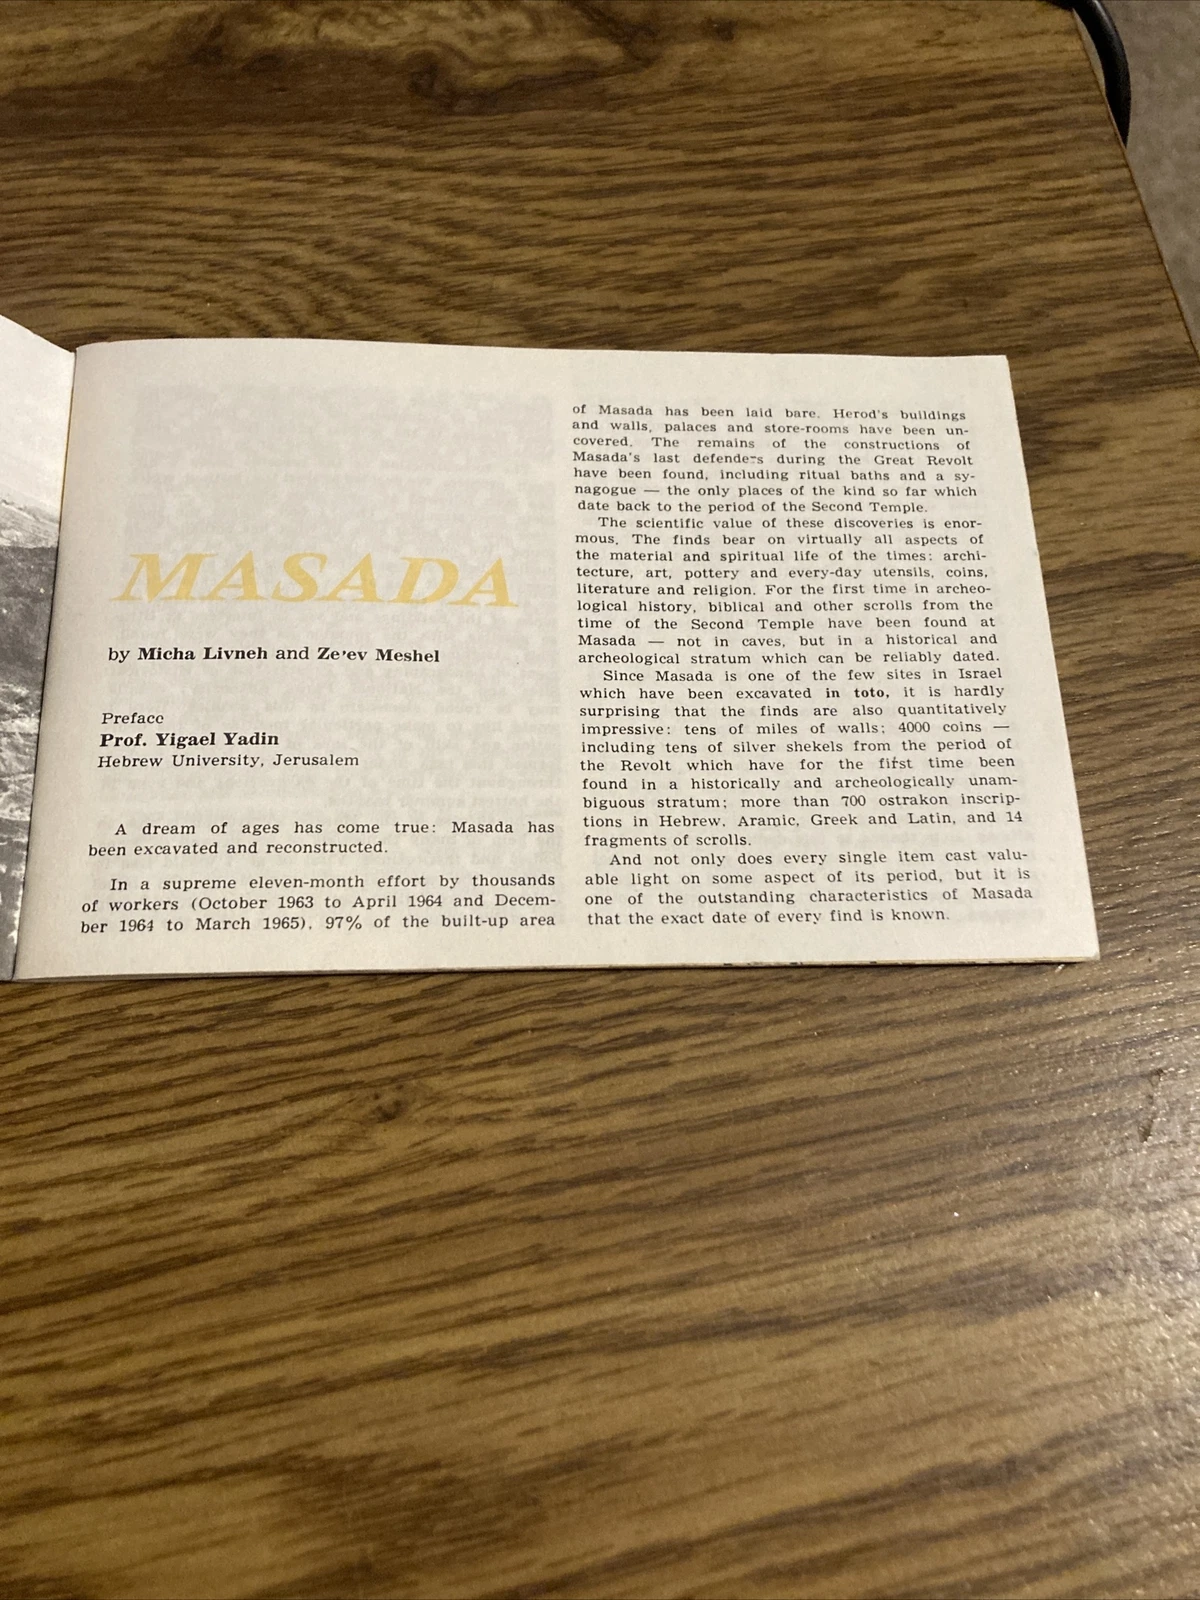 MASADA
by Micha Livneh and Ze'ev Meshel
Preface
Prof. Yigael Yadin
Hebrew University, Jerusalem
A dream of ages has come true: Masada has
been excavated and reconstructed.
In a supreme eleven-month effort by thousands
of workers (October 1963 to April 1964 and Decem-
ber 1964 to March 1965), 97% of the built-up area
of Masada has been laid bare. Herod's buildings
and walls, palaces and store-rooms have been un-
covered. The remains of the constructions of
Masada's last defenders during the Great Revolt
have been found, including ritual baths and a sy-
nagogue — the only places of the kind so far which
date back to the period of the Second Temple.
The scientific value of these discoveries is enor-
mous. The finds bear on virtually all aspects of
the material and spiritual life of the times: archi-
tecture, art, pottery and every-day utensils, coins,
literature and religion. For the first time in archeo-
logical history, biblical and other scrolls from the
time of the Second Temple have been found at
Masada — not in caves, but in a historical and
archeological stratum which can be reliably dated.
Since Masada is one of the few sites in Israel
which have been excavated in toto, it is hardly
surprising that the finds are also quantitatively
impressive: tens of miles of walls; 4000 coins —
including tens of silver shekels from the period of
the Revolt which have for the first time been
found in a historically and archeologically unam-
biguous stratum; more than 700 ostrakon inscrip-
tions in Hebrew. Aramic, Greek and Latin, and 14
fragments of scrolls.
And not only does every single item cast valu-
able light on some aspect of its period, but it is
one of the outstanding characteristics of Masada
that the exact date of every find is known.